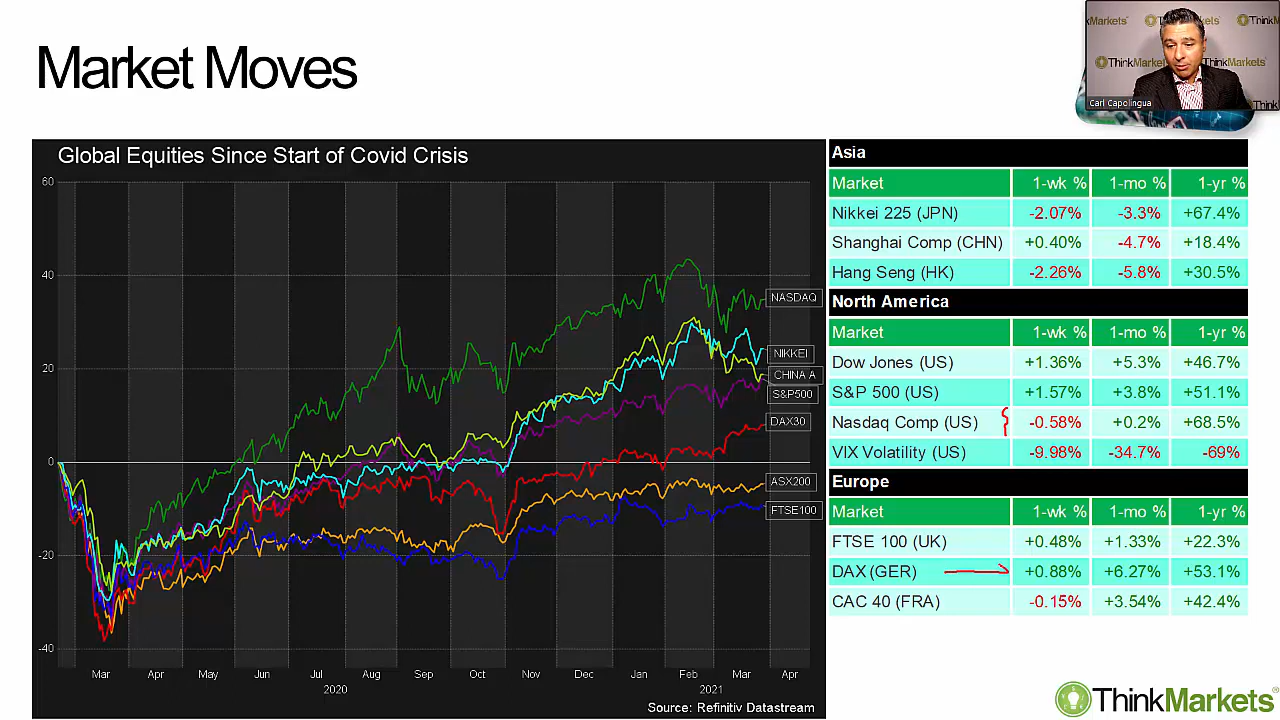 Market Moves
ThinkMarkets
ThinkMarkets
Carl Capolingua
Global Equities Since Start of Covid Crisis
60
40
20
0
-20
-40
NASDAQ
NIKKEI
CHINA A
S&P500
DAX30
ASX200
FTSE100
Mar Apr May Jun Jul Aug Sep Oct Nov Dec Jan Feb Mar Apr
2020 2021
Source: Refinitiv Datastream
Asia
Market 1-wk % 1-mo % 1-yr %
Nikkei 225 (JPN) -2.07% -3.3% +67.4%
Shanghai Comp (CHN) +0.40% -4.7% +18.4%
Hang Seng (HK) -2.26% -5.8% +30.5%
North America
Market 1-wk % 1-mo % 1-yr %
Dow Jones (US) +1.36% +5.3% +46.7%
S&P 500 (US) +1.57% +3.8% +51.1%
Nasdaq Comp (US) -0.58% +0.2% +68.5%
VIX Volatility (US) -9.98% -34.7% -69%
Europe
Market 1-wk % 1-mo % 1-yr %
FTSE 100 (UK) +0.48% +1.33% +22.3%
DAX (GER) +0.88% +6.27% +53.1%
CAC 40 (FRA) -0.15% +3.54% +42.4%
ThinkMarkets